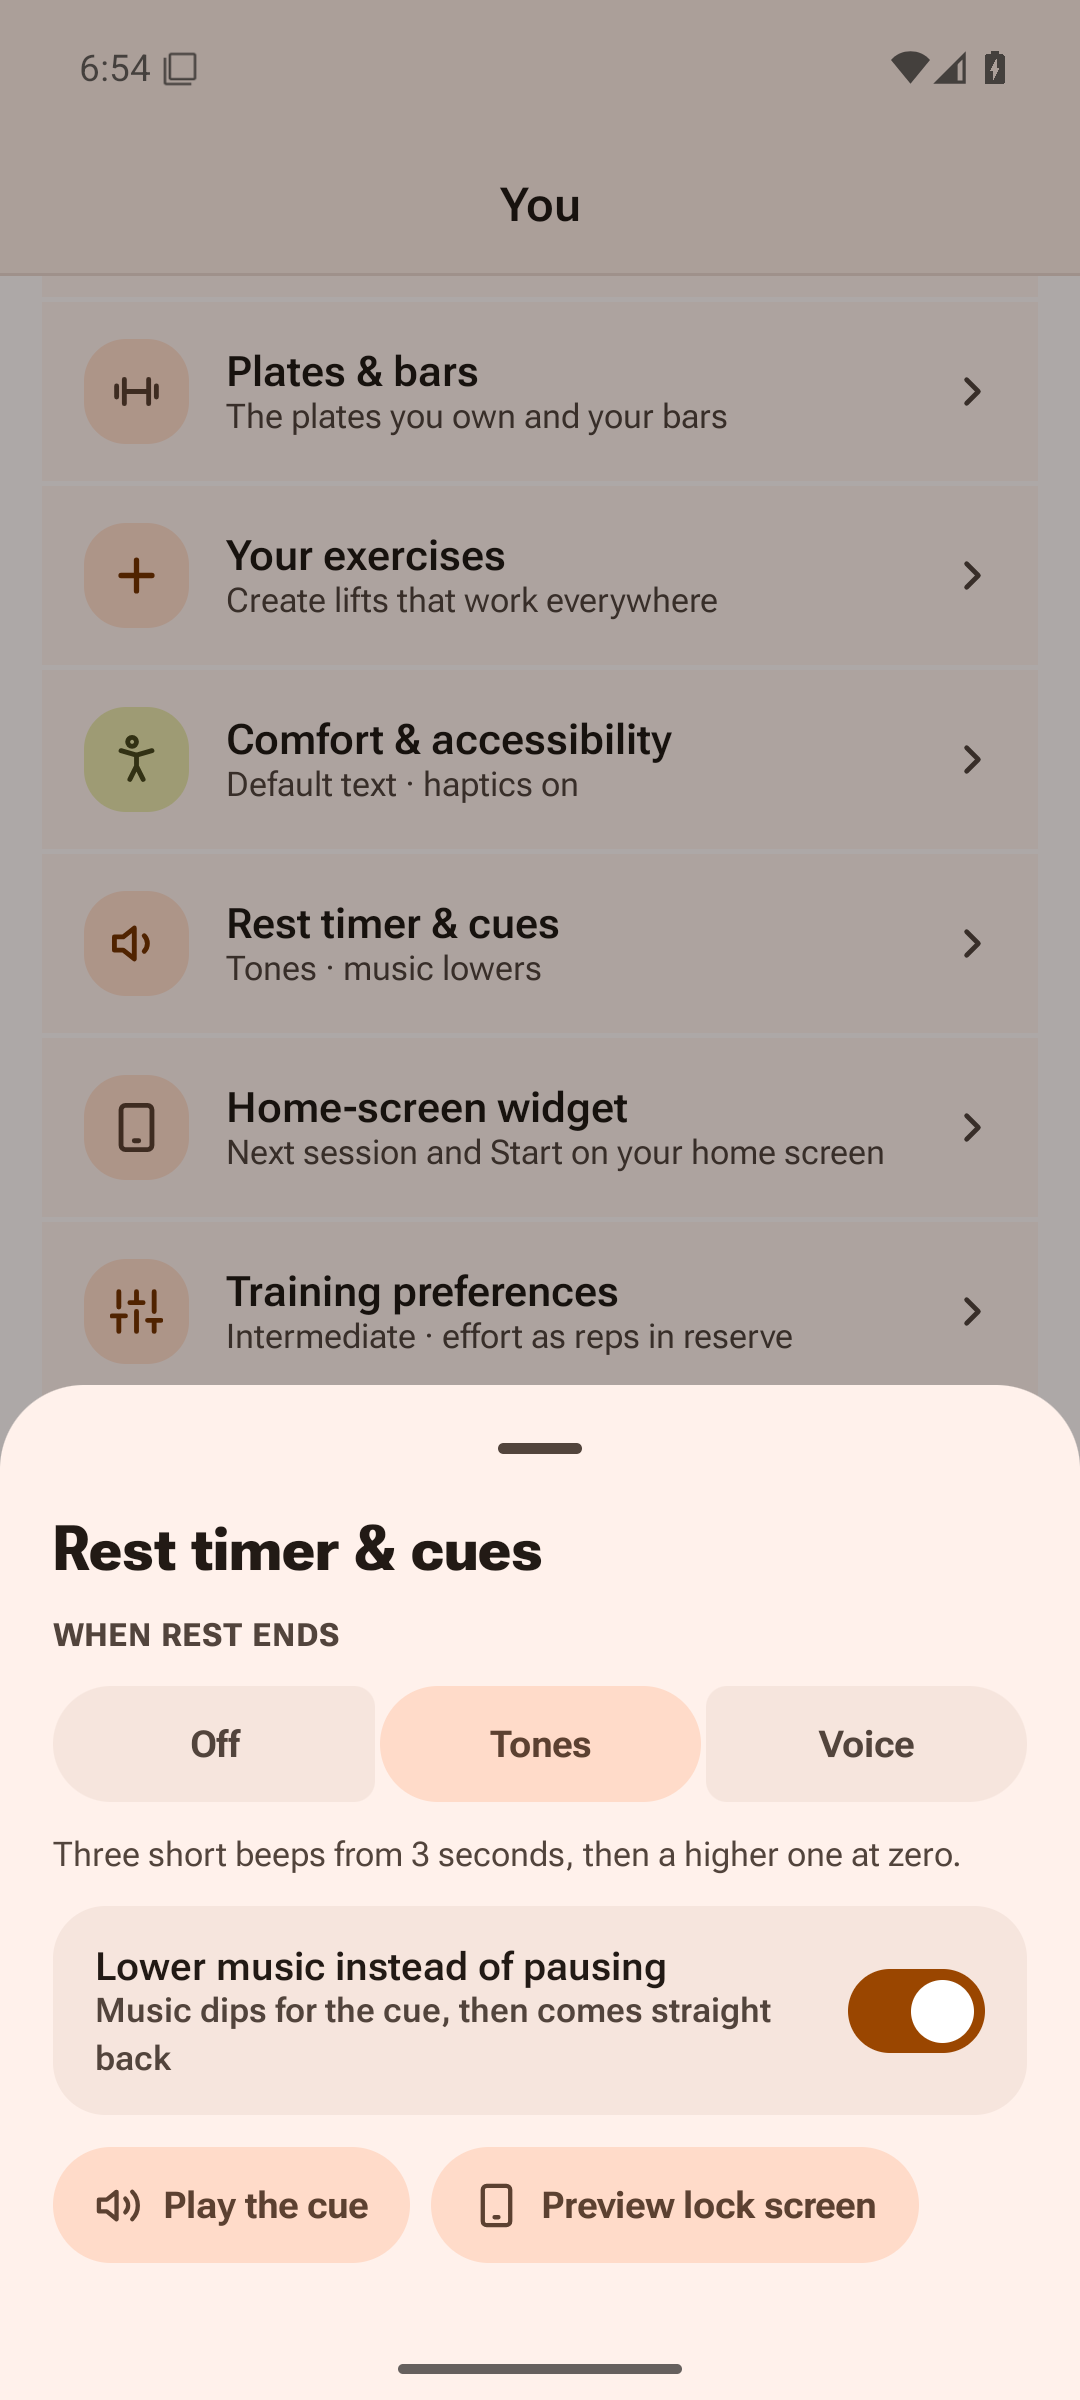 6:54
You
Plates & bars
The plates you own and your bars
Your exercises
Create lifts that work everywhere
Comfort & accessibility
Default text · haptics on
Rest timer & cues
Tones · music lowers
Home-screen widget
Next session and Start on your home screen
Training preferences
Intermediate · effort as reps in reserve
Rest timer & cues
WHEN REST ENDS
Off
Tones
Voice
Three short beeps from 3 seconds, then a higher one at zero.
Lower music instead of pausing
Music dips for the cue, then comes straight
back
Play the cue
Preview lock screen